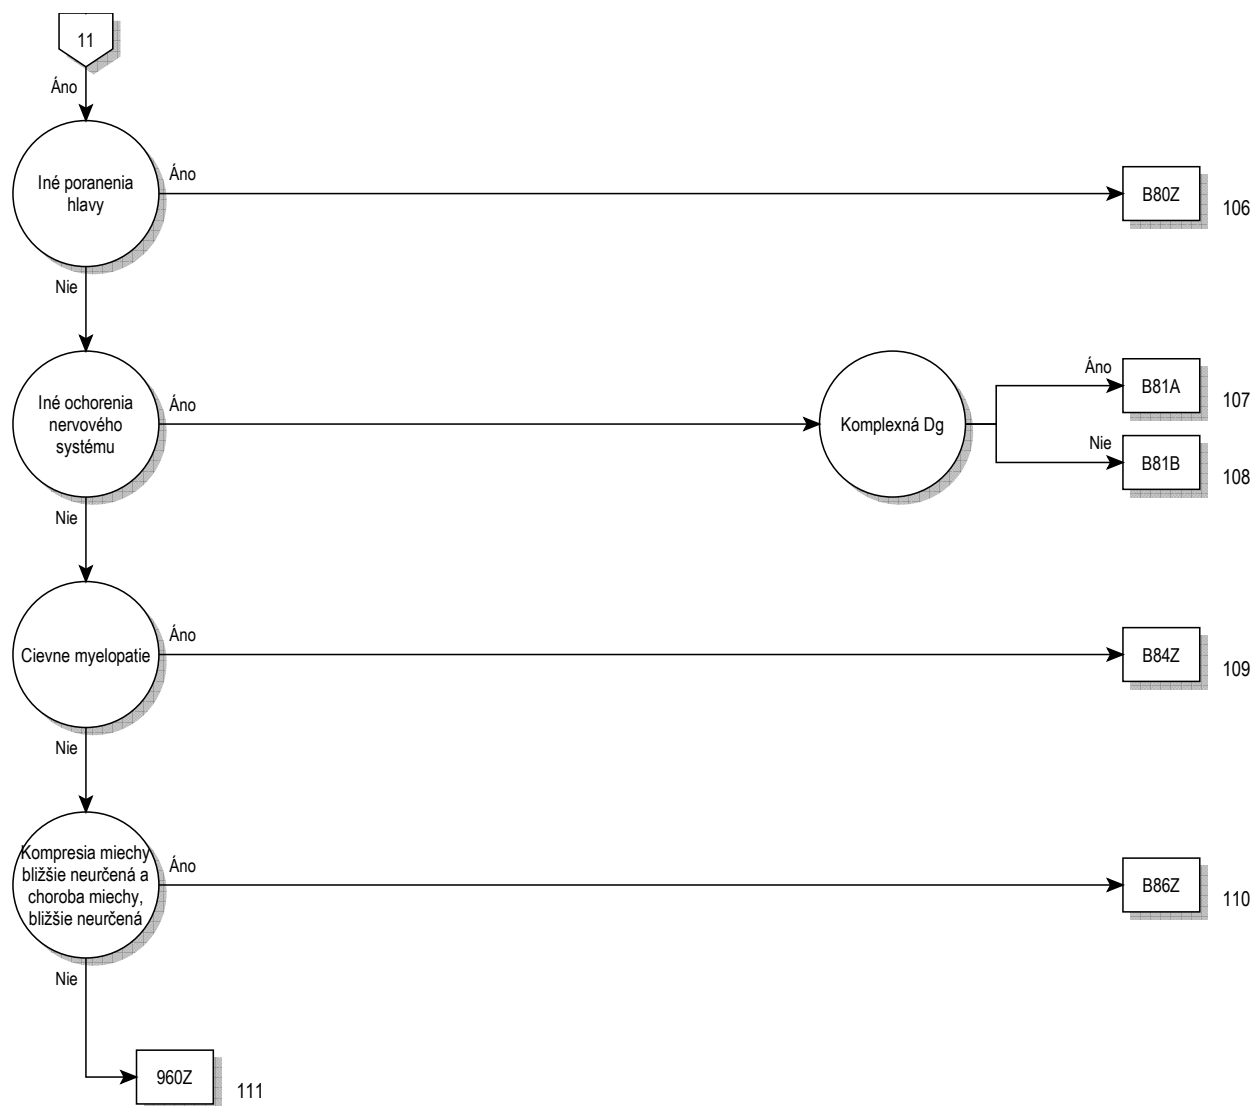 11
Áno
Iné poranenia
hlavy
Áno
B80Z
106
Nie
Iné ochorenia
nervového
systému
Áno
Komplexná Dg
Áno
B81A
107
Nie
B81B
108
Nie
Cievne myelopatie
Áno
B84Z
109
Nie
Kompresia miechy
bližšie neurčená a
choroba miechy,
bližšie neurčená
Áno
B86Z
110
Nie
960Z
111